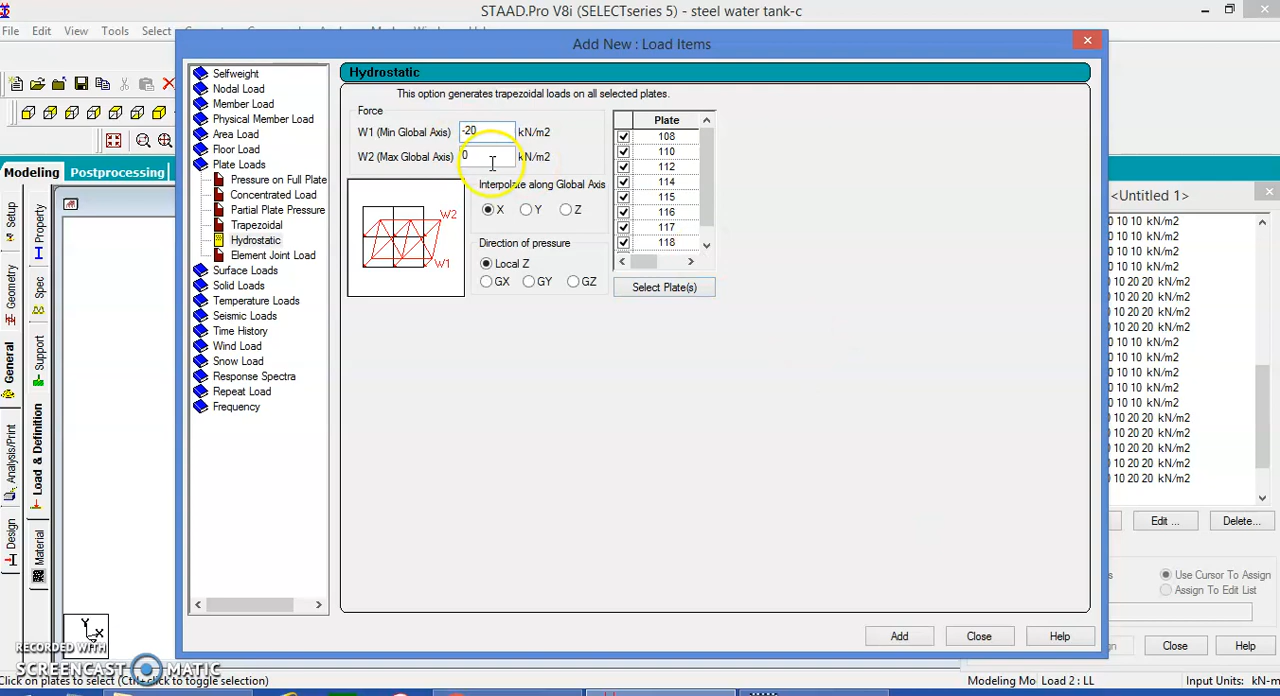 STAAD.Pro V8i (SELECTseries 5) - steel water tank-c
File Edit View Tools Select
Add New : Load Items
Selfweight
Nodal Load
Member Load
Physical Member Load
Area Load
Floor Load
Plate Loads
Pressure on Full Plate
Concentrated Load
Partial Plate Pressure
Trapezoidal
Hydrostatic
Element Joint Load
Surface Loads
Solid Loads
Temperature Loads
Seismic Loads
Time History
Wind Load
Snow Load
Response Spectra
Repeat Load
Frequency
Hydrostatic
This option generates trapezoidal loads on all selected plates.
Force
W1 (Min Global Axis) -20 kN/m2
W2 (Max Global Axis) 0 kN/m2
Interpolate along Global Axis
X Y Z
Direction of pressure
Local Z
GX GY GZ
W2
W1
Plate
108
110
112
114
115
116
117
118
Select Plate(s)
Add Close Help
Modeling Postprocessing
Setup
Geometry
General
Analysis/Print
Design
Property
Spec
Support
Load & Definition
Material
<Untitled 1>
0 10 10 kN/m2
0 10 10 kN/m2
0 10 10 kN/m2
0 10 10 kN/m2
0 10 20 20 kN/m2
0 10 20 20 kN/m2
0 10 20 20 kN/m2
0 10 20 20 kN/m2
0 10 10 kN/m2
0 10 10 kN/m2
0 10 10 kN/m2
0 10 10 kN/m2
0 10 10 kN/m2
0 10 20 20 kN/m2
0 10 20 20 kN/m2
0 10 20 20 kN/m2
0 10 20 20 kN/m2
0 10 20 20 kN/m2
Edit ... Delete...
Use Cursor To Assign
Assign To Edit List
Close Help
Y
X
RECORDED WITH
SCREENCAST MATIC
Click on plates to select (Ctrl+click to toggle selection)
Modeling Mo Load 2 : LL Input Units: kN-m